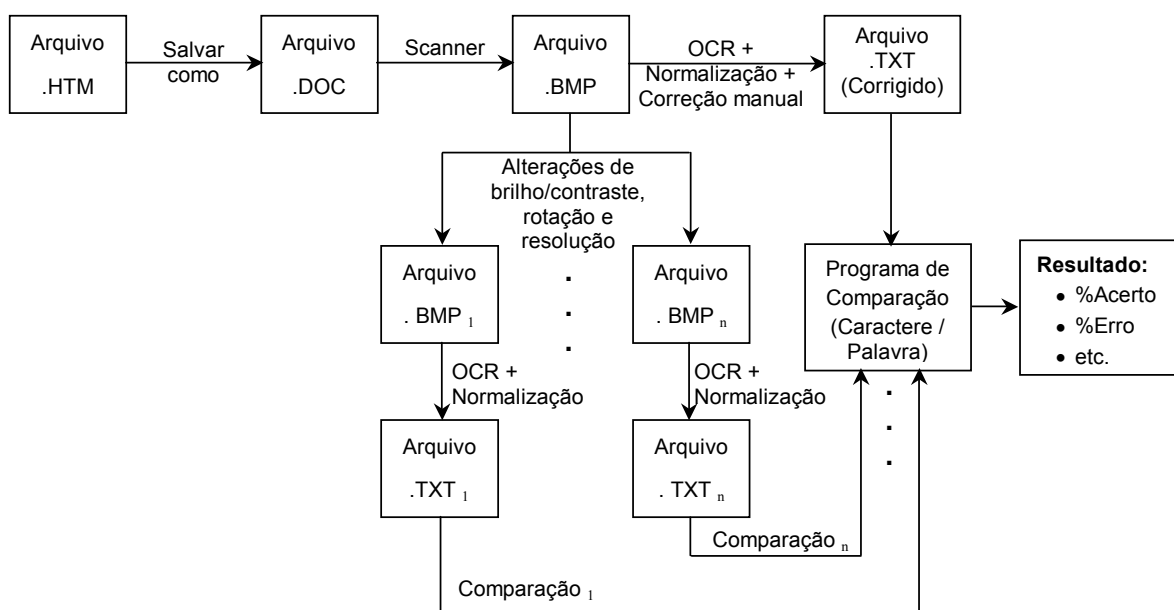 Arquivo
.HTM
Salvar
como
Arquivo
.DOC
Scanner
Arquivo
.BMP
OCR +
Normalização +
Correção manual
Arquivo
.TXT
(Corrigido)
Alterações de
brilho/contraste,
rotação e
resolução
Arquivo
. BMP 1
.
.
.
Arquivo
. BMP n
Programa de
Comparação
(Caractere /
Palavra)
Resultado:
• %Acerto
• %Erro
• etc.
OCR +
Normalização
OCR +
Normalização
.
.
.
Arquivo
.TXT 1
Arquivo
. TXT n
Comparação n
Comparação 1